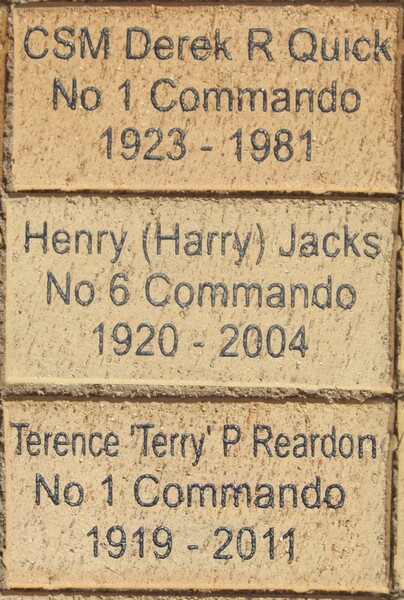 CSM Derek R Quick
No 1 Commando
1923 - 1981
Henry (Harry) Jacks
No 6 Commando
1920 - 2004
Terence 'Terry' P Reardon
No 1 Commando
1919 - 2011